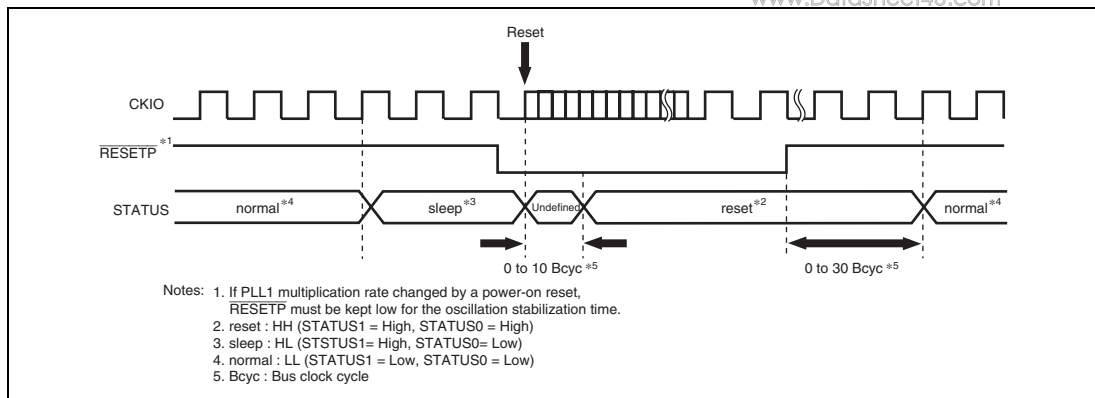 www.DataSheet4U.com
Reset
CKIO
RESETP *1
STATUS
normal*4
sleep*3
Undefined
reset*2
normal*4
0 to 10 Bcyc *5
0 to 30 Bcyc *5
Notes: 1. If PLL1 multiplication rate changed by a power-on reset,
RESETP must be kept low for the oscillation stabilization time.
2. reset : HH (STATUS1 = High, STATUS0 = High)
3. sleep : HL (STSTUS1= High, STATUS0= Low)
4. normal : LL (STATUS1 = Low, STATUS0 = Low)
5. Bcyc : Bus clock cycle